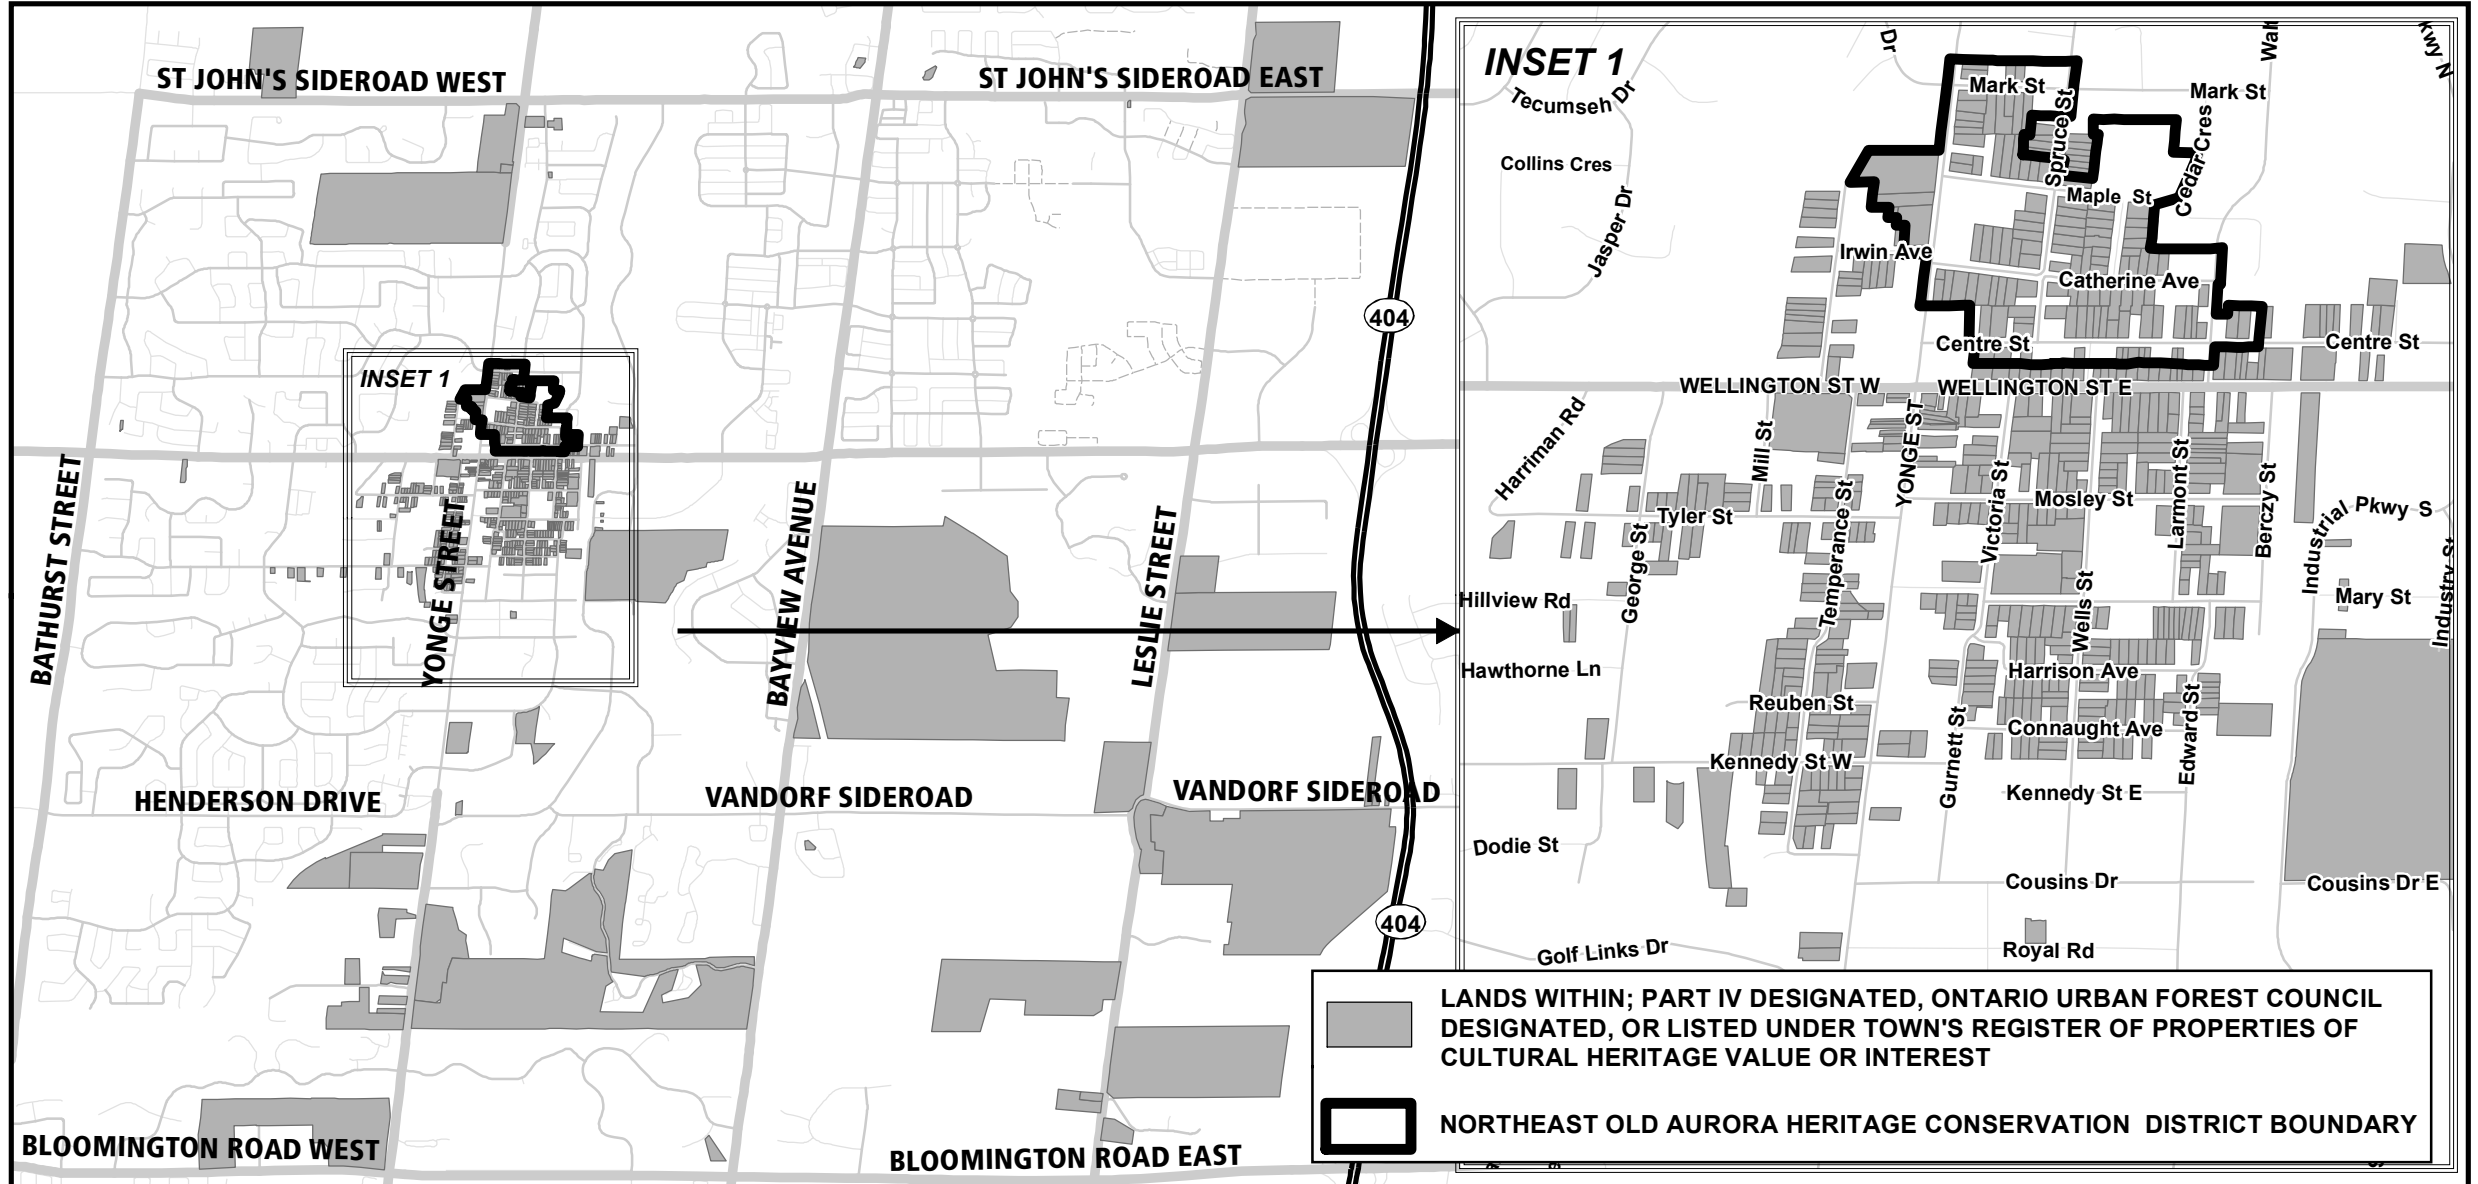 ST JOHN'S SIDEROAD WEST
ST JOHN'S SIDEROAD EAST
404
INSET 1
BATHURST STREET
YONGE STREET
BAYVIEW AVENUE
LESLIE STREET
HENDERSON DRIVE
VANDORF SIDEROAD
VANDORF SIDEROAD
404
BLOOMINGTON ROAD WEST
BLOOMINGTON ROAD EAST
INSET 1
Dr
kwy N
Tecumseh Dr
Mark St
Mark St
Spruce St
Cedar Cres
Collins Cres
Jasper Dr
Maple St
Irwin Ave
Catherine Ave
Centre St
Centre St
WELLINGTON ST W
WELLINGTON ST E
Harriman Rd
Mill St
YONGE ST
Victoria St
Larmont St
Berczy St
Mosley St
Tyler St
George St
Temperance St
Industrial Pkwy S
Industry St
Hillview Rd
Wells St
Mary St
Hawthorne Ln
Harrison Ave
Reuben St
Gurnett St
Connaught Ave
Edward St
Kennedy St W
Kennedy St E
Dodie St
Cousins Dr
Cousins Dr E
Golf Links Dr
Royal Rd
LANDS WITHIN; PART IV DESIGNATED, ONTARIO URBAN FOREST COUNCIL
DESIGNATED, OR LISTED UNDER TOWN'S REGISTER OF PROPERTIES OF
CULTURAL HERITAGE VALUE OR INTEREST
NORTHEAST OLD AURORA HERITAGE CONSERVATION DISTRICT BOUNDARY